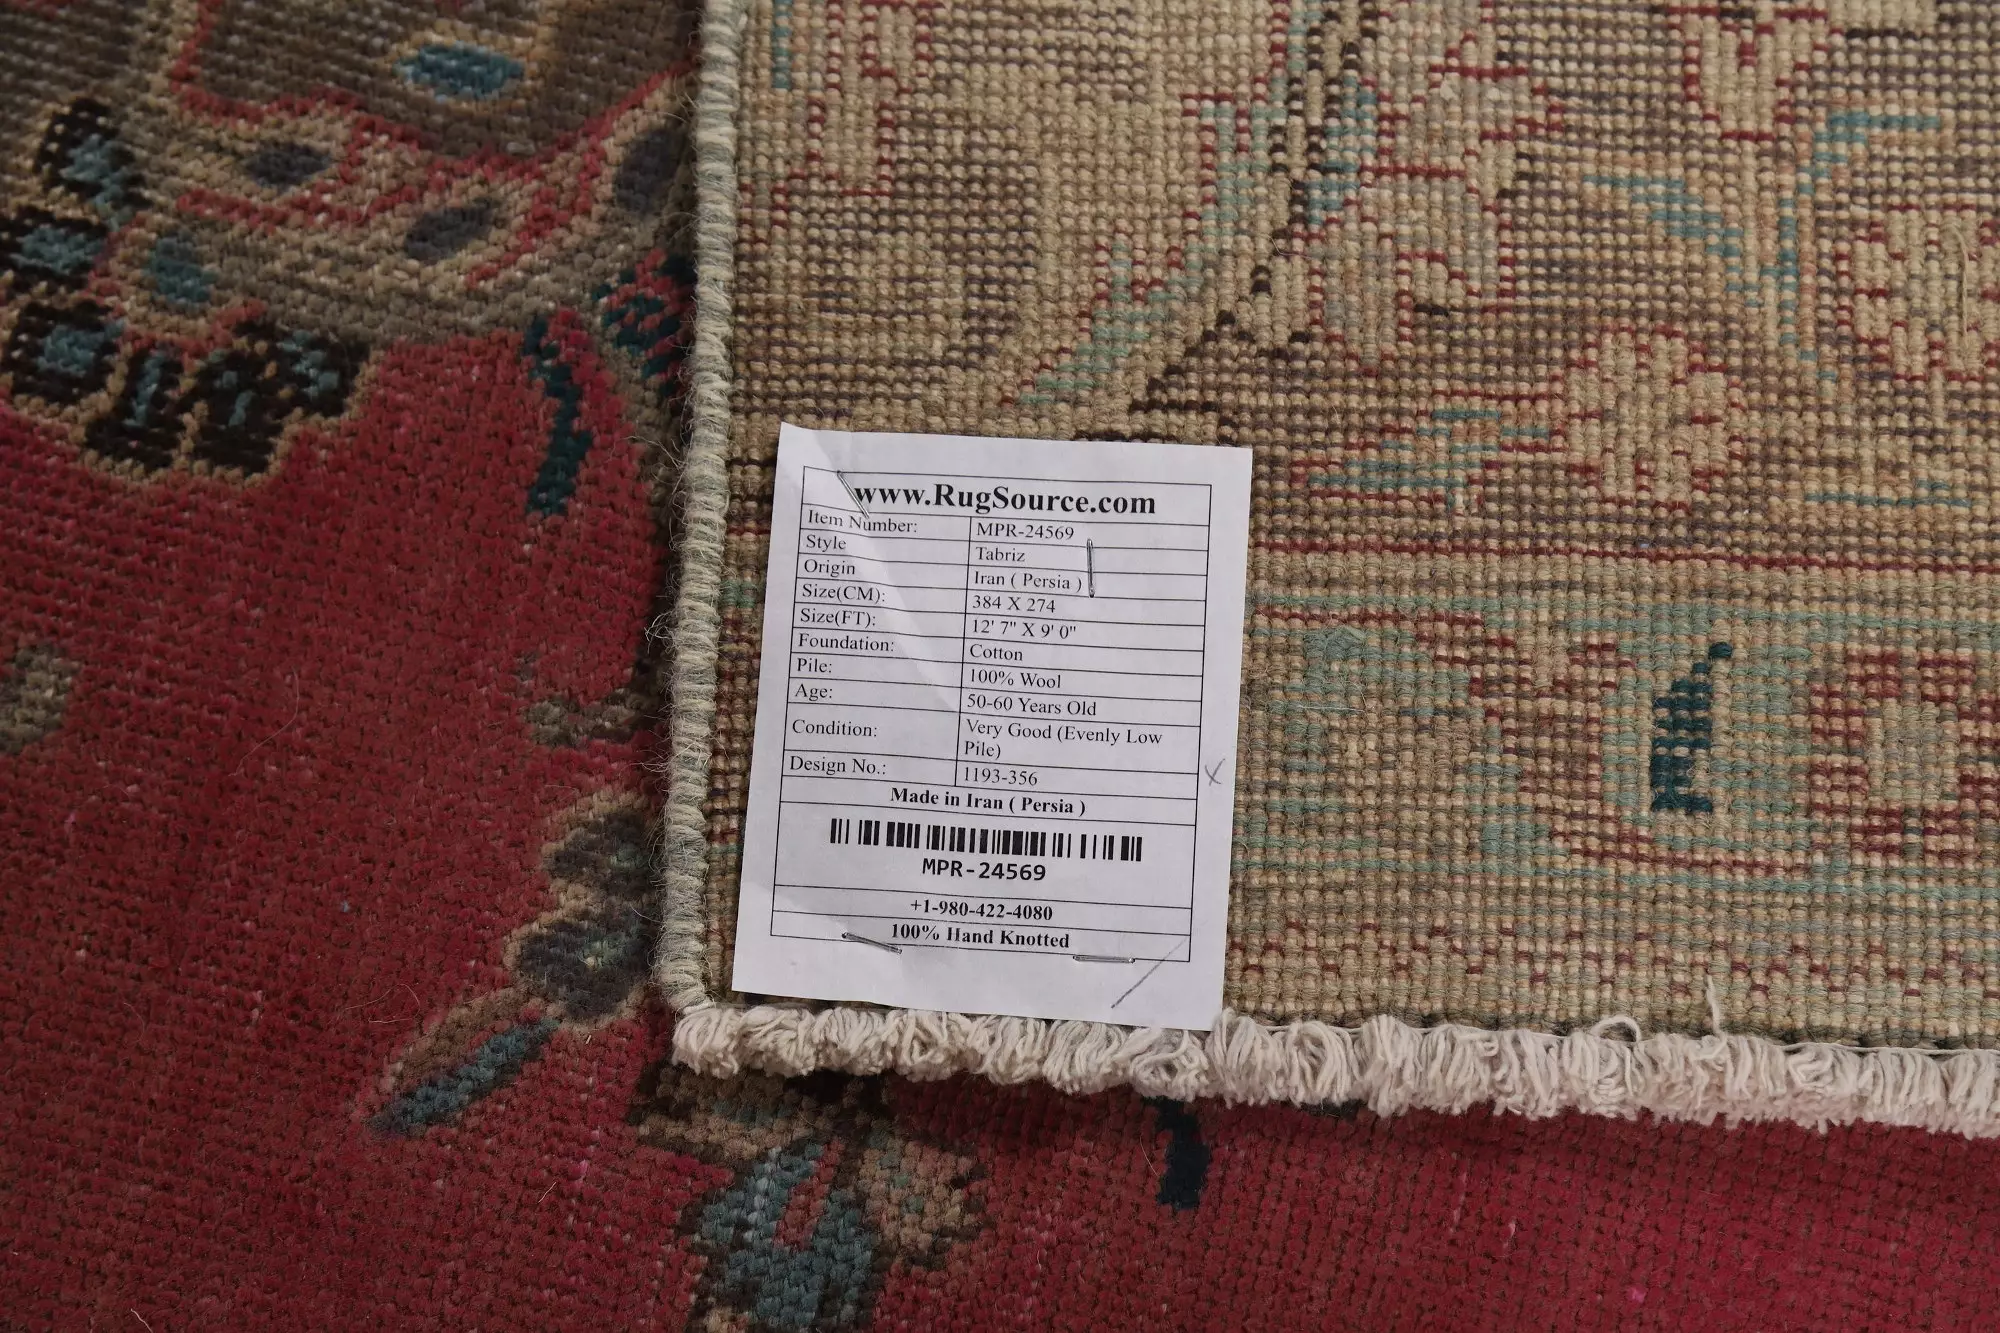 www.RugSource.com
Item Number: MPR-24569
Style Tabriz
Origin Iran ( Persia )
Size(CM): 384 X 274
Size(FT): 12' 7" X 9' 0"
Foundation: Cotton
Pile: 100% Wool
Age: 50-60 Years Old
Condition: Very Good (Evenly Low
Pile)
Design No.: 1193-356
Made in Iran ( Persia )
MPR-24569
+1-980-422-4080
100% Hand Knotted